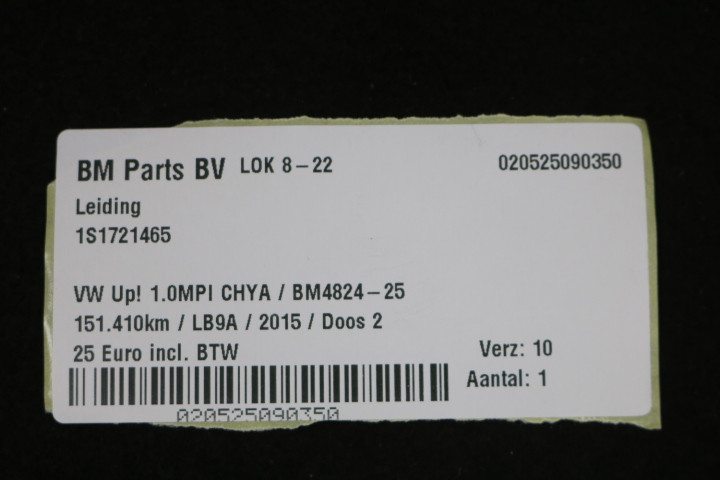 BM Parts BV LOK 8-22 020525090350
Leiding
1S1721465
VW Up! 1.0MPI CHYA / BM4824-25
151.410km / LB9A / 2015 / Doos 2
25 Euro incl. BTW Verz: 10
Aantal: 1
020525090350